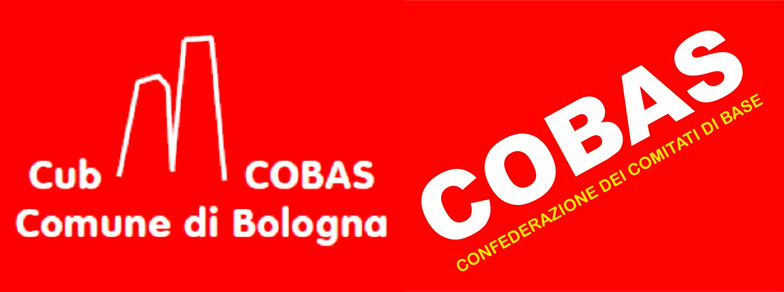 Cub COBAS
Comune di Bologna
COBAS
CONFEDERAZIONE DEI COMITATI DI BASE